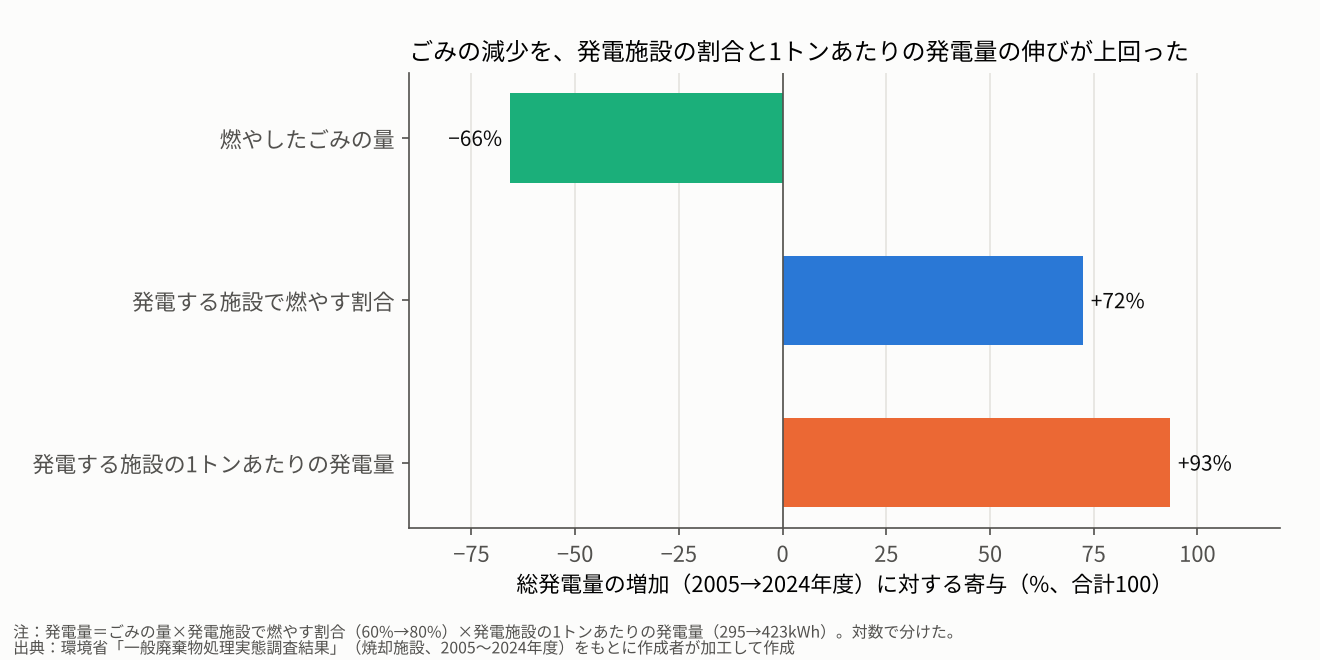 ごみの減少を、発電施設の割合と1トンあたりの発電量の伸びが上回った
燃やしたごみの量
−66%
発電する施設で燃やす割合
+72%
発電する施設の1トンあたりの発電量
+93%
−75 −50 −25 0 25 50 75 100
総発電量の増加（2005→2024年度）に対する寄与（%、合計100）
注：発電量＝ごみの量×発電施設で燃やす割合（60%→80%）×発電施設の1トンあたりの発電量（295→423kWh）。対数で分けた。
出典：環境省「一般廃棄物処理実態調査結果」（焼却施設、2005～2024年度）をもとに作成者が加工して作成